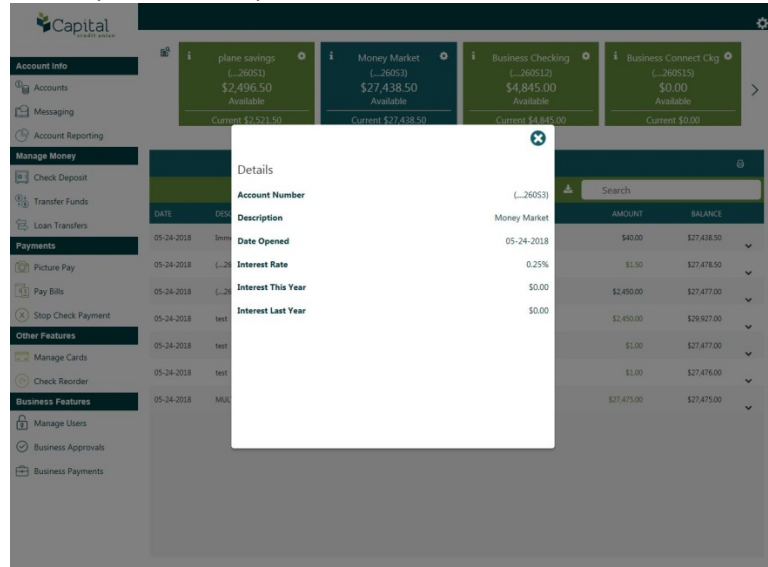 Capital
credit union
Account Info
Accounts
Messaging
Account Reporting
Manage Money
Check Deposit
Transfer Funds
Loan Transfers
Payments
Picture Pay
Pay Bills
Stop Check Payment
Other Features
Manage Cards
Check Reorder
Business Features
Manage Users
Business Approvals
Business Payments
plane savings
(...260S1)
$2,496.50
Available
Current $2,521.50
Money Market
(...260S3)
$27,438.50
Available
Current $27,438.50
Business Checking
(...260S12)
$4,845.00
Available
Current $4,845.00
Business Connect Ckg
(...260S15)
$0.00
Available
Current $0.00
Details
Account Number (...260S3)
Description Money Market
Date Opened 05-24-2018
Interest Rate 0.25%
Interest This Year $0.00
Interest Last Year $0.00
Search
DATE AMOUNT BALANCE
05-24-2018 $40.00 $27,438.50
05-24-2018 $1.50 $27,478.50
05-24-2018 $2,450.00 $27,477.00
05-24-2018 test $2,450.00 $29,927.00
05-24-2018 test $1.00 $27,477.00
05-24-2018 test $1.00 $27,476.00
05-24-2018 $27,475.00 $27,475.00